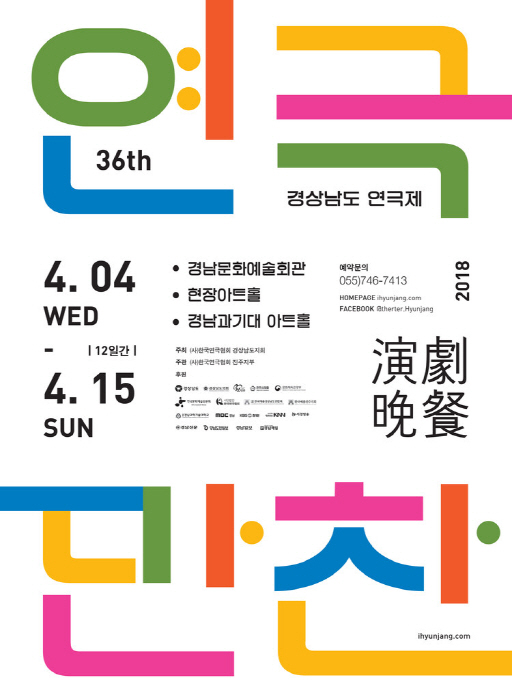 연극
36th
경상남도 연극제
4. 04
WED
-
|12일간|
4. 15
SUN
• 경남문화예술회관
• 현장아트홀
• 경남과기대 아트홀
주최 (사)한국연극협회 경상남도지회
주관 (사)한국연극협회 진주지부
후원
예약문의
055)746-7413
HOMEPAGE ihyunjang.com
FACEBOOK @therter.Hyunjang
2018
演劇
晚餐
만찬
ihyunjang.com